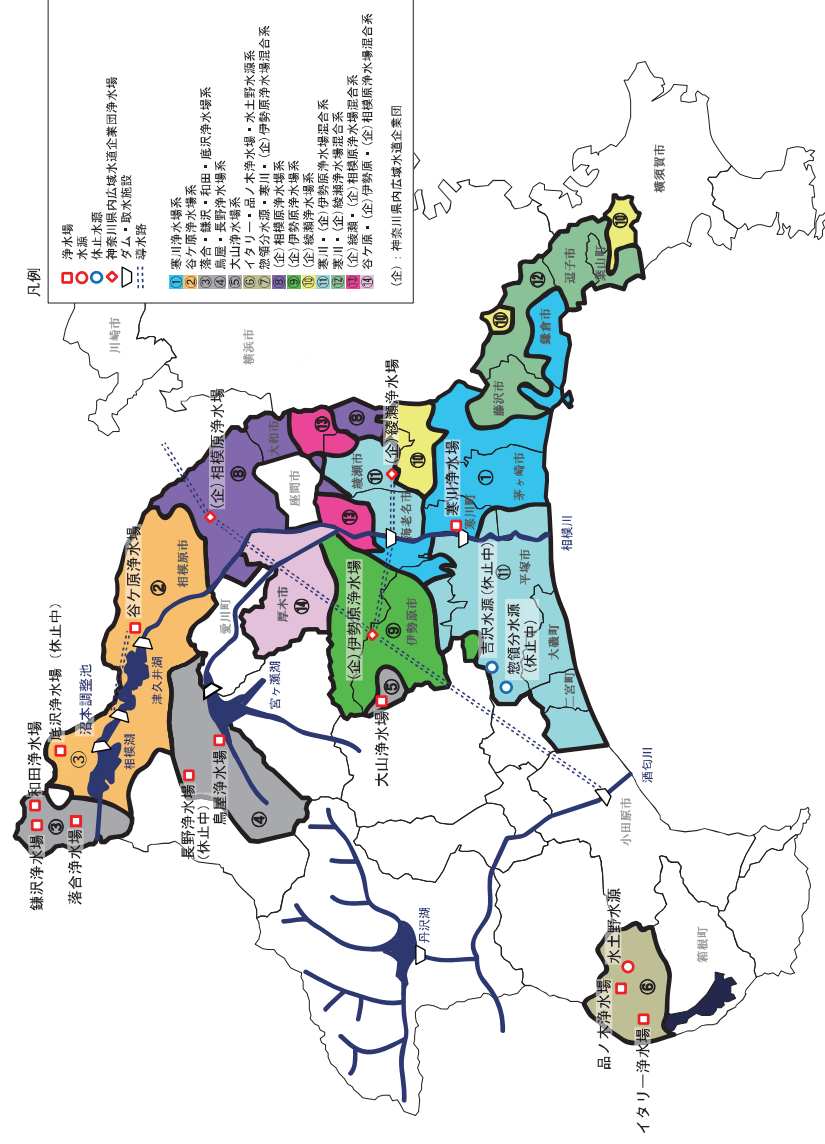 凡例
浄水場
水源
休止水源
神奈川県内広域水道企業団浄水場
ダム・取水施設
導水路
① 寒川浄水場系
② 谷ケ原浄水場系
③ 落合・鎌沢・和田・底沢浄水場系
④ 鳥屋・長野浄水場系
⑤ 大山浄水場系
⑥ イタリー・品ノ木浄水場・水土野水源系
⑦ 惣領分水源・寒川・(企)伊勢原浄水場混合系
⑧ (企)相模原浄水場系
⑨ (企)伊勢原浄水場系
⑩ (企)綾瀬浄水場系
⑪ 寒川・(企)伊勢原浄水場混合系
⑫ 寒川・(企)綾瀬浄水場混合系
⑬ (企)綾瀬・(企)相模原浄水場混合系
⑭ 谷ケ原・(企)伊勢原・(企)相模原浄水場混合系
(企):神奈川県内広域水道企業団
鎌沢浄水場
和田浄水場
落合浄水場
③
底沢浄水場(休止中)
③
沼本調整池
相模湖
津久井湖
谷ケ原浄水場
②
相模原市
長野浄水場
(休止中)
鳥屋浄水場
④
宮ヶ瀬湖
愛川町
厚木市
⑭
(企)相模原浄水場
⑧
大和市
座間市
⑬
⑬
⑧
綾瀬市
⑪
(企)綾瀬浄水場
⑩
海老名市
大山浄水場
⑤
(企)伊勢原浄水場
⑨
伊勢原市
寒川浄水場
寒川町
①
茅ヶ崎市
相模川
吉沢水源(休止中)
惣領分水源
(休止中)
⑪
平塚市
大磯町
二宮町
藤沢市
鎌倉市
⑩
⑫
逗子市
葉山町
⑩
横須賀市
横浜市
川崎市
丹沢湖
酒匂川
小田原市
箱根町
水土野水源
品ノ木浄水場
イタリー浄水場
⑥